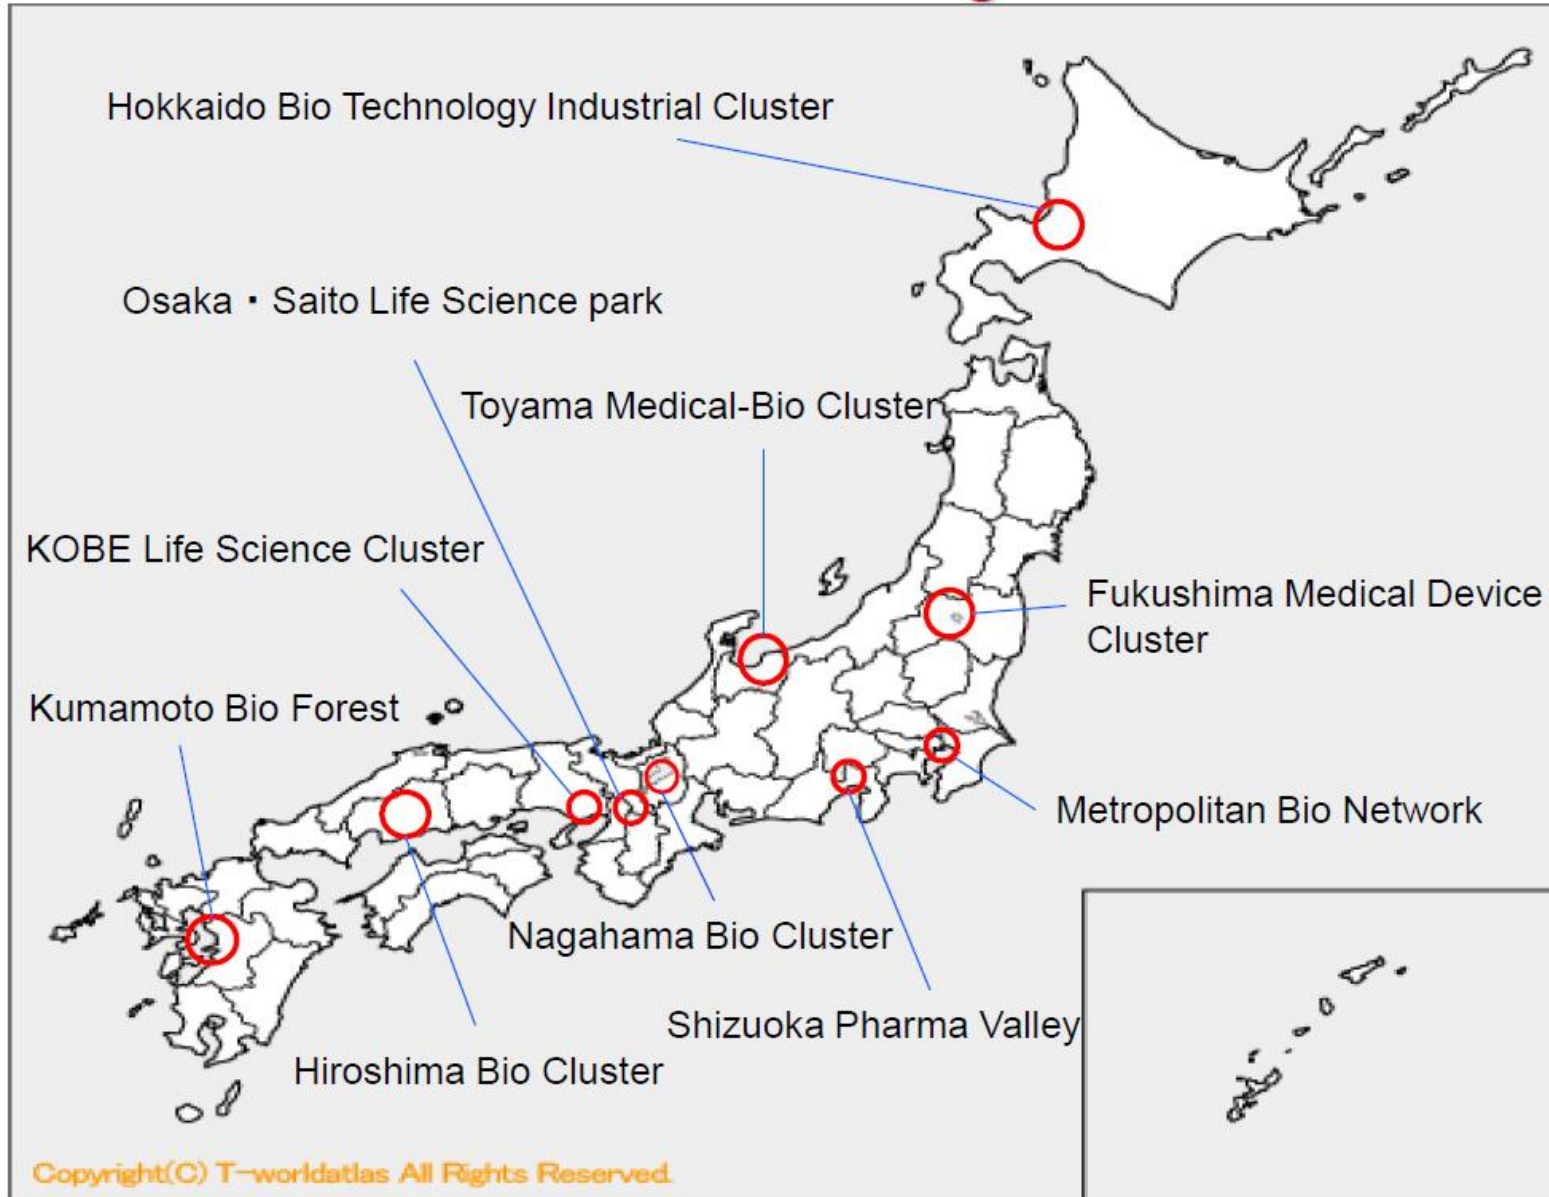 Hokkaido Bio Technology Industrial Cluster
Osaka・Saito Life Science park
Toyama Medical-Bio Cluster
KOBE Life Science Cluster
Fukushima Medical Device
Cluster
Kumamoto Bio Forest
Metropolitan Bio Network
Nagahama Bio Cluster
Shizuoka Pharma Valley
Hiroshima Bio Cluster
Copyright(C) T-worldatlas All Rights Reserved.